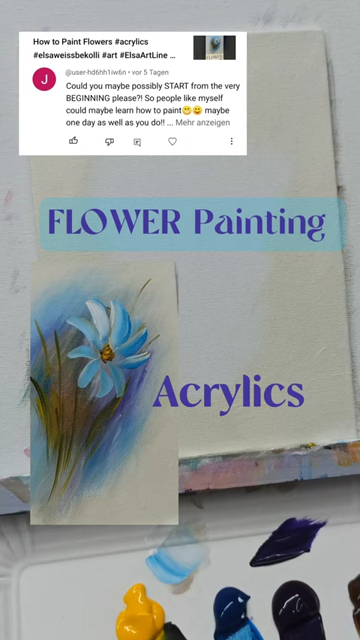 How to Paint Flowers #acrylics
#elsaweissbekolli #art #ElsaArtLine ...
J
@user-hd6hh1iw6n • vor 5 Tagen
Could you maybe possibly START from the very
BEGINNING please?! So people like myself
could maybe learn how to paint😬😀 maybe
one day as well as you do!! ... Mehr anzeigen
FLOWER Painting
Acrylics